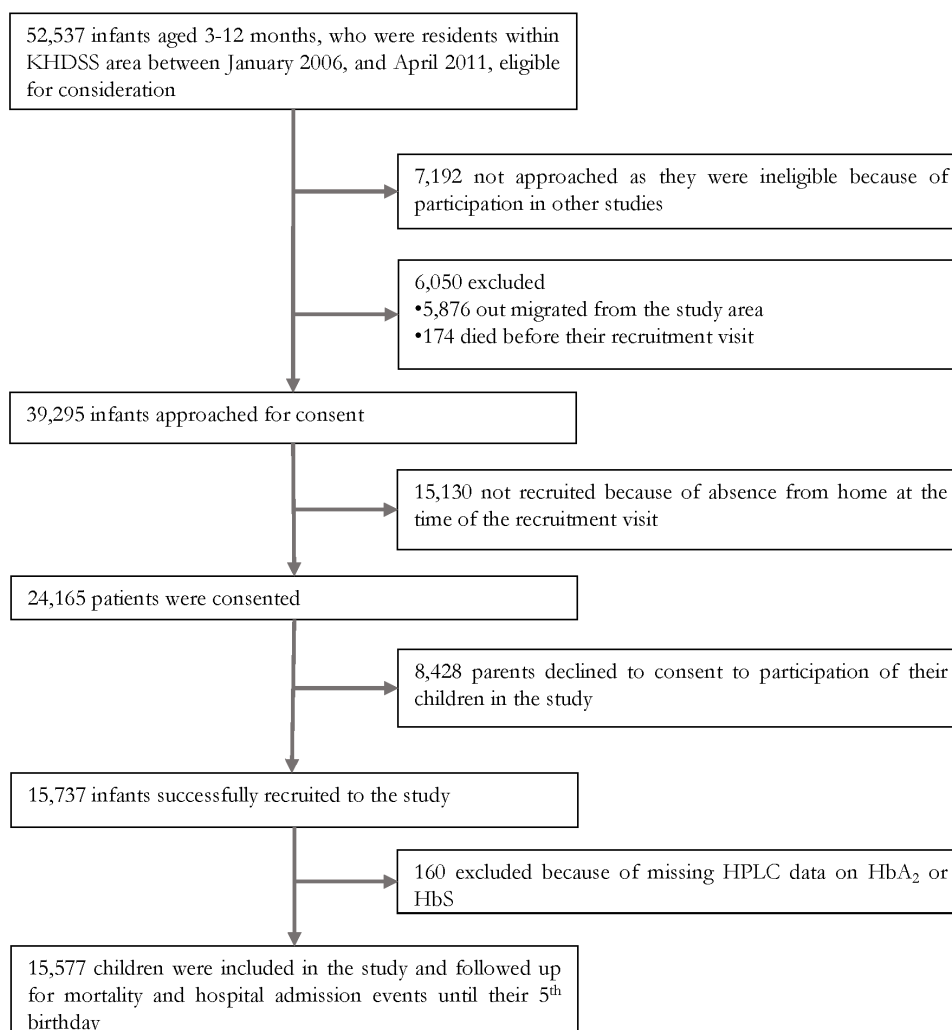 52,537 infants aged 3-12 months, who were residents within
KHDSS area between January 2006, and April 2011, eligible
for consideration
7,192 not approached as they were ineligible because of
participation in other studies
6,050 excluded
•5,876 out migrated from the study area
•174 died before their recruitment visit
39,295 infants approached for consent
15,130 not recruited because of absence from home at the
time of the recruitment visit
24,165 patients were consented
8,428 parents declined to consent to participation of their
children in the study
15,737 infants successfully recruited to the study
160 excluded because of missing HPLC data on HbA₂ or
HbS
15,577 children were included in the study and followed up
for mortality and hospital admission events until their 5ᵗʰ
birthday